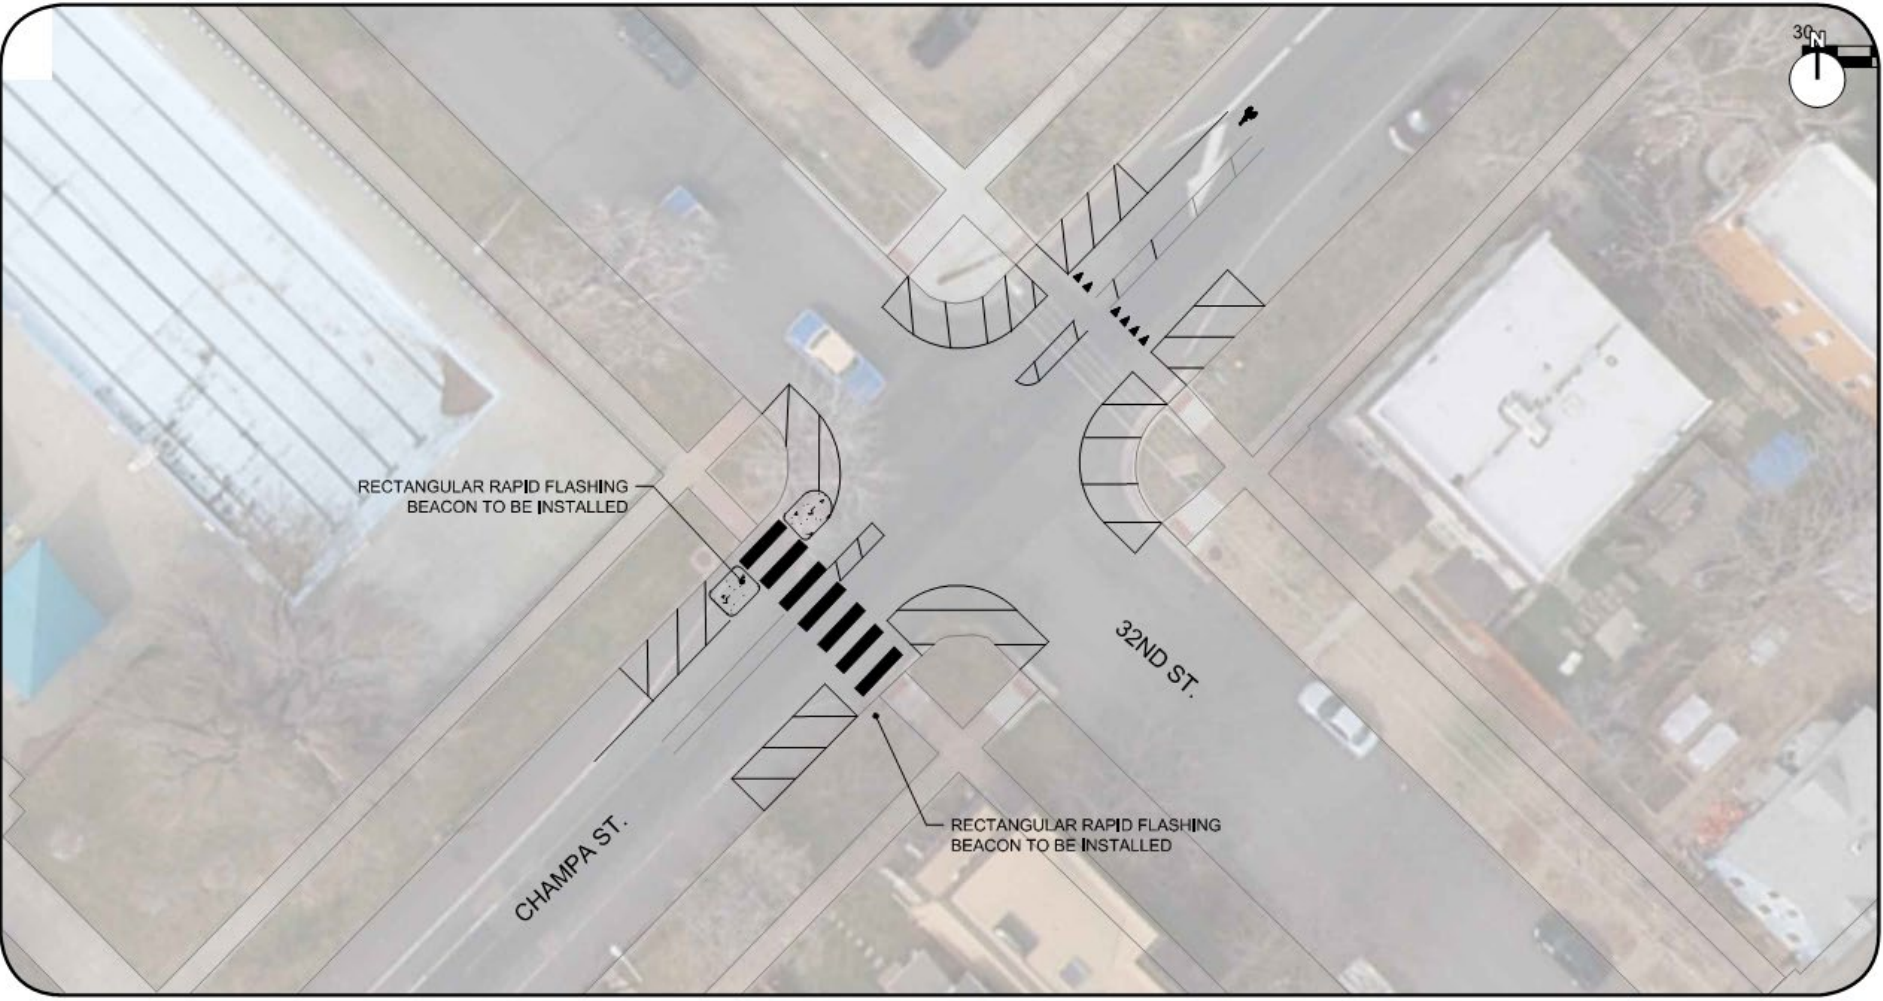 30
N
RECTANGULAR RAPID FLASHING
BEACON TO BE INSTALLED
32ND ST.
RECTANGULAR RAPID FLASHING
BEACON TO BE INSTALLED
CHAMPA ST.